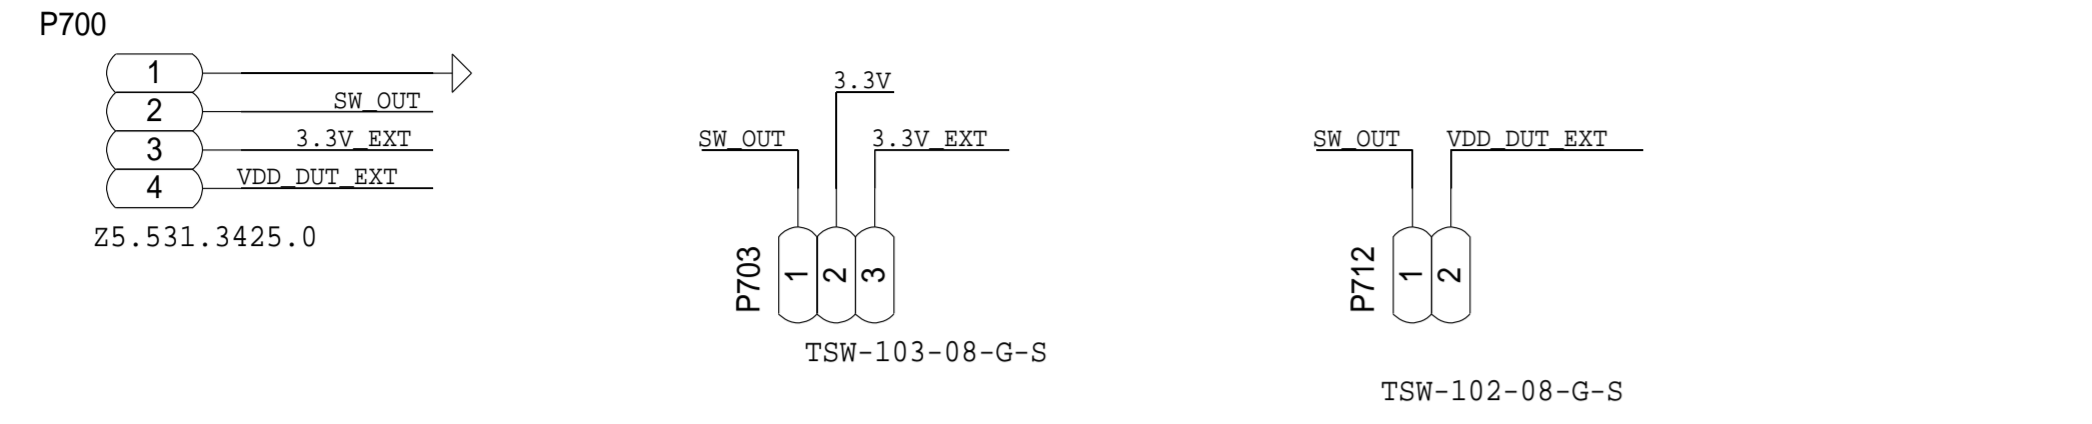 P700
1
2
3
4
SW_OUT
3.3V_EXT
VDD_DUT_EXT
Z5.531.3425.0
3.3V
SW_OUT
3.3V_EXT
P703
1
2
3
TSW-103-08-G-S
SW_OUT
VDD_DUT_EXT
P712
1
2
TSW-102-08-G-S